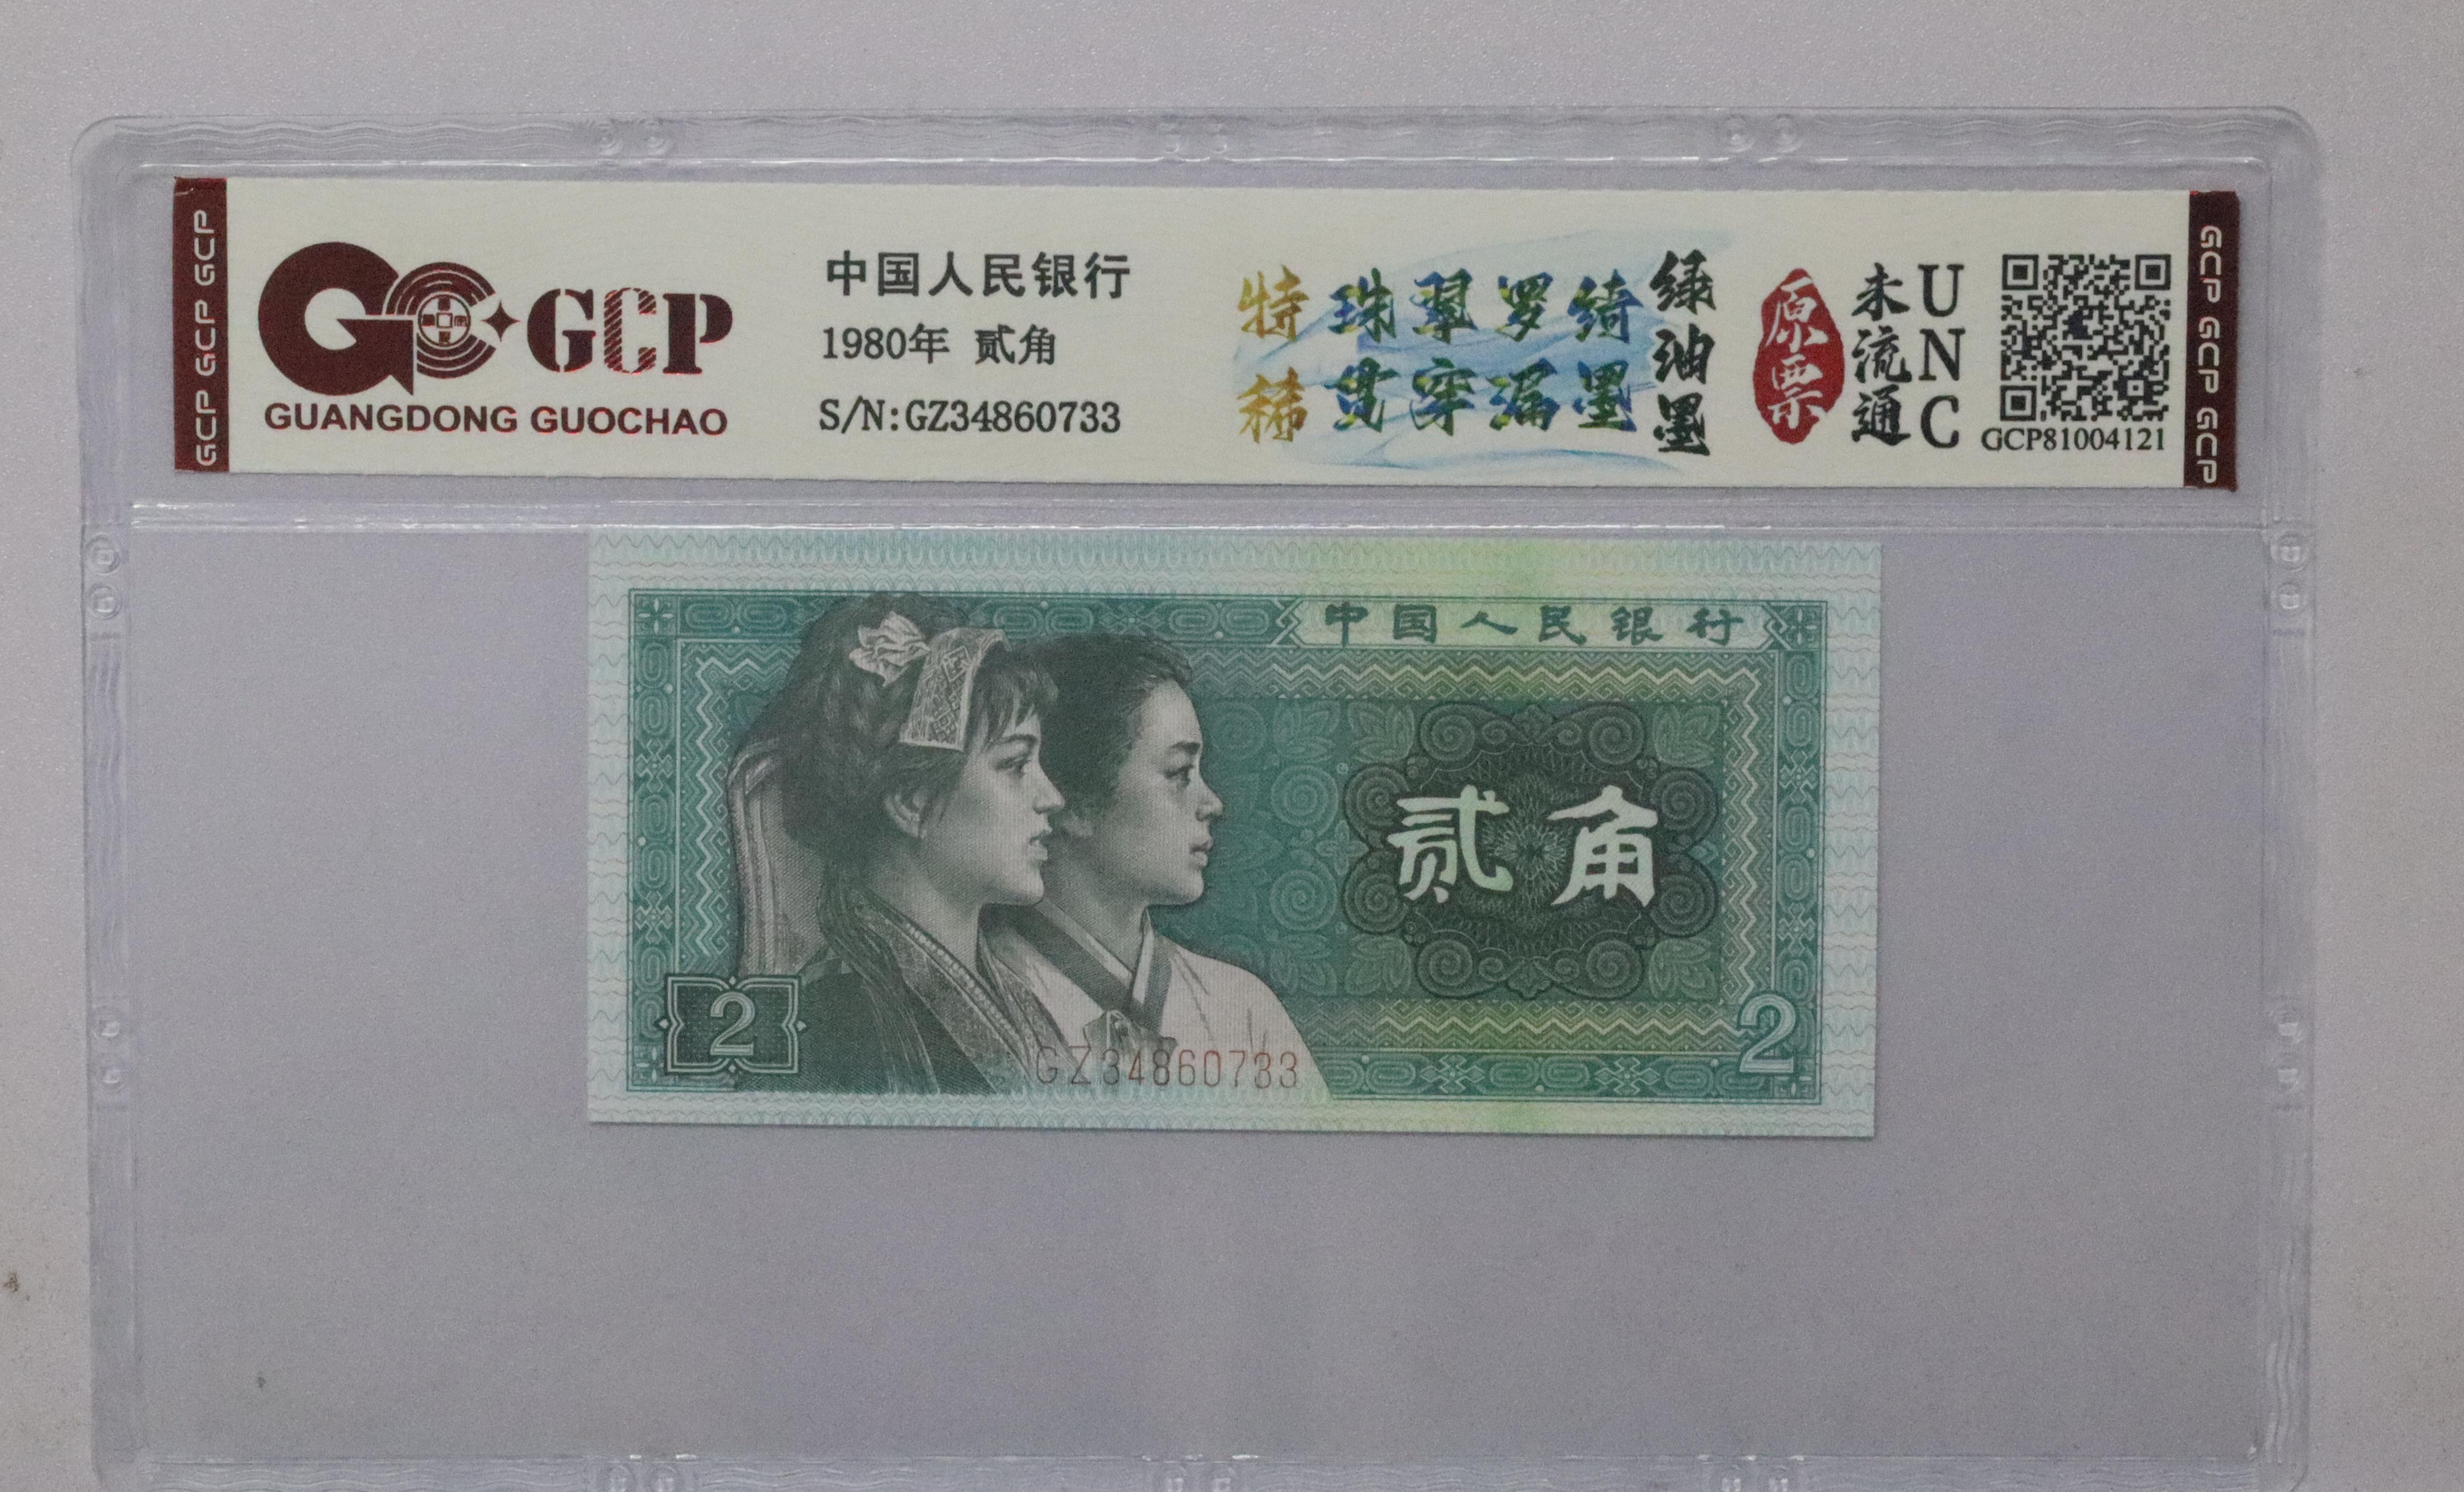 GCP GCP GCP
GCP
GUANGDONG GUOCHAO
中国人民银行
1980年 贰角
S/N:GZ34860733
特稀
珠翠罗绮
贯穿漏墨
绿油墨
原票
未流通
UNC
GCP81004121
GCP GCP GCP
中国人民银行
贰角
2
GZ34860733
2